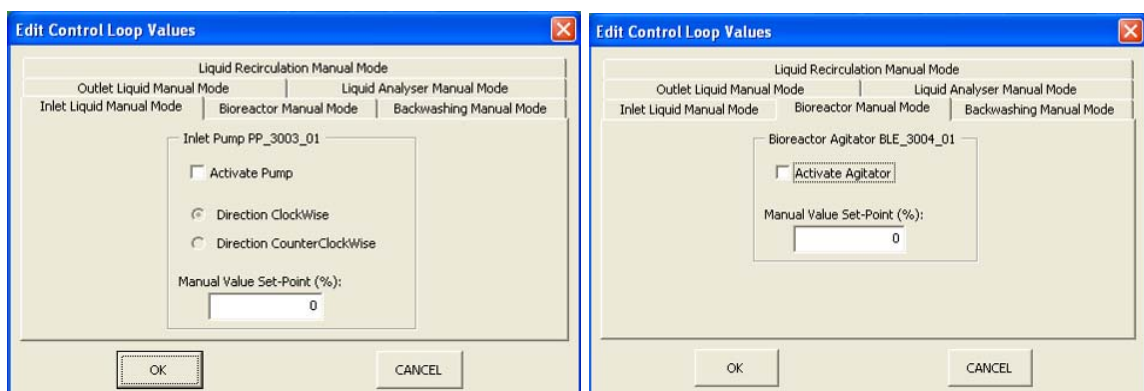 Edit Control Loop Values
Liquid Recirculation Manual Mode
Outlet Liquid Manual Mode
Liquid Analyser Manual Mode
Inlet Liquid Manual Mode
Bioreactor Manual Mode
Backwashing Manual Mode
Inlet Pump PP_3003_01
Activate Pump
Direction ClockWise
Direction CounterClockWise
Manual Value Set-Point (%):
0
OK
CANCEL
Edit Control Loop Values
Liquid Recirculation Manual Mode
Outlet Liquid Manual Mode
Liquid Analyser Manual Mode
Inlet Liquid Manual Mode
Bioreactor Manual Mode
Backwashing Manual Mode
Bioreactor Agitator BLE_3004_01
Activate Agitator
Manual Value Set-Point (%):
0
OK
CANCEL